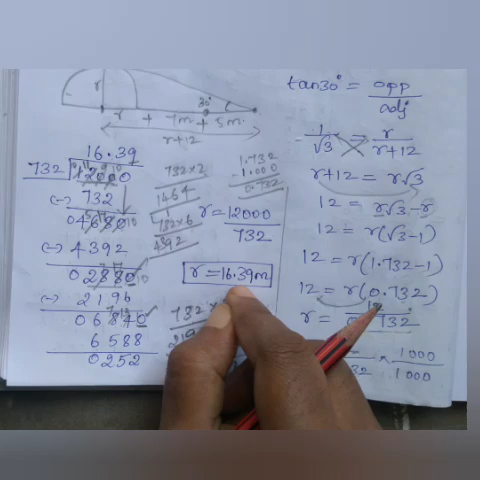 r
30°
r + 7m + 5m.
r+12
16.39
732 12000
732
04680
(-) 4392
02880
(-) 2196
06840
6588
0252
732×2
1464
732×6
4392
1.732
-1.000
0.732
r = 12000
732
r = 16.39m
732
219
tan30° = opp
adj
1 = r
√3 r+12
r+12 = r√3
12 = r√3 - r
12 = r(√3-1)
12 = r(1.732-1)
12 = r(0.732)
r = 12
0.732
× 1000
1000